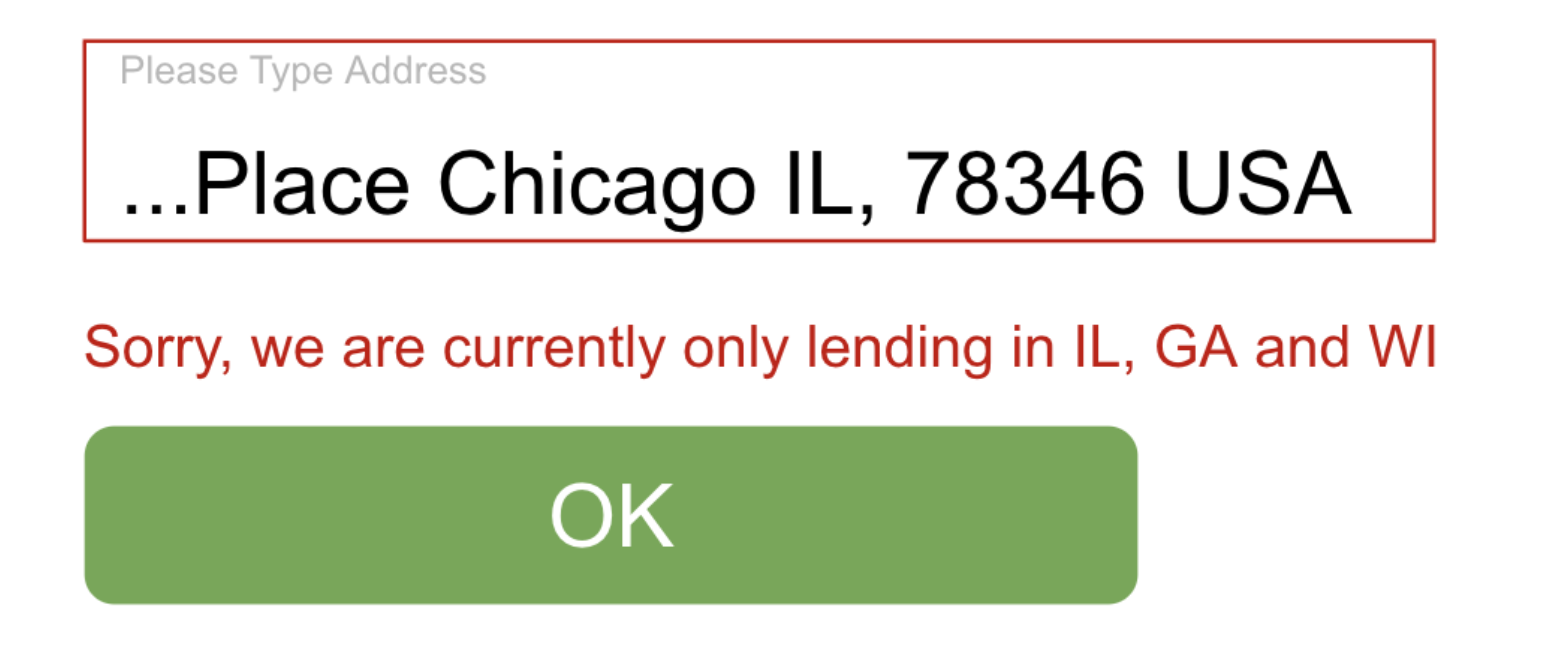 Please Type Address
...Place Chicago IL, 78346 USA
Sorry, we are currently only lending in IL, GA and WI
OK